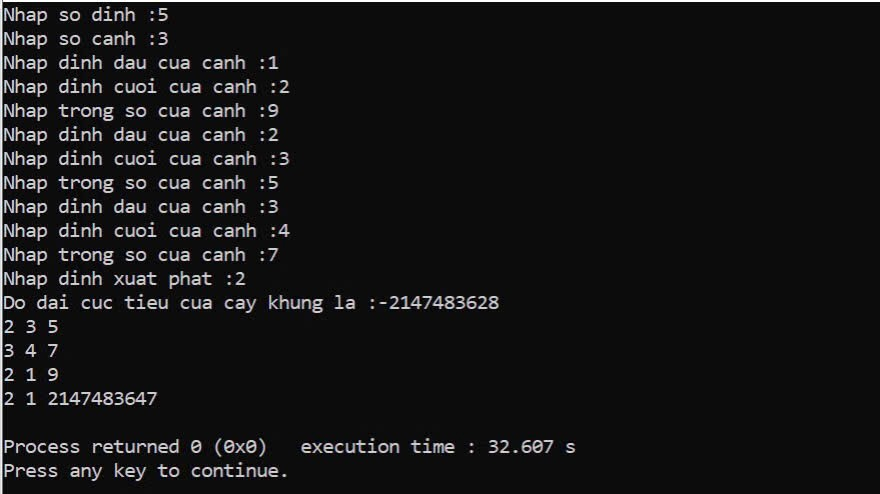 Nhap so dinh :5
Nhap so canh :3
Nhap dinh dau cua canh :1
Nhap dinh cuoi cua canh :2
Nhap trong so cua canh :9
Nhap dinh dau cua canh :2
Nhap dinh cuoi cua canh :3
Nhap trong so cua canh :5
Nhap dinh dau cua canh :3
Nhap dinh cuoi cua canh :4
Nhap trong so cua canh :7
Nhap dinh xuat phat :2
Do dai cuc tieu cua cay khung la :-2147483628
2 3 5
3 4 7
2 1 9
2 1 2147483647
Process returned 0 (0x0)   execution time : 32.607 s
Press any key to continue.